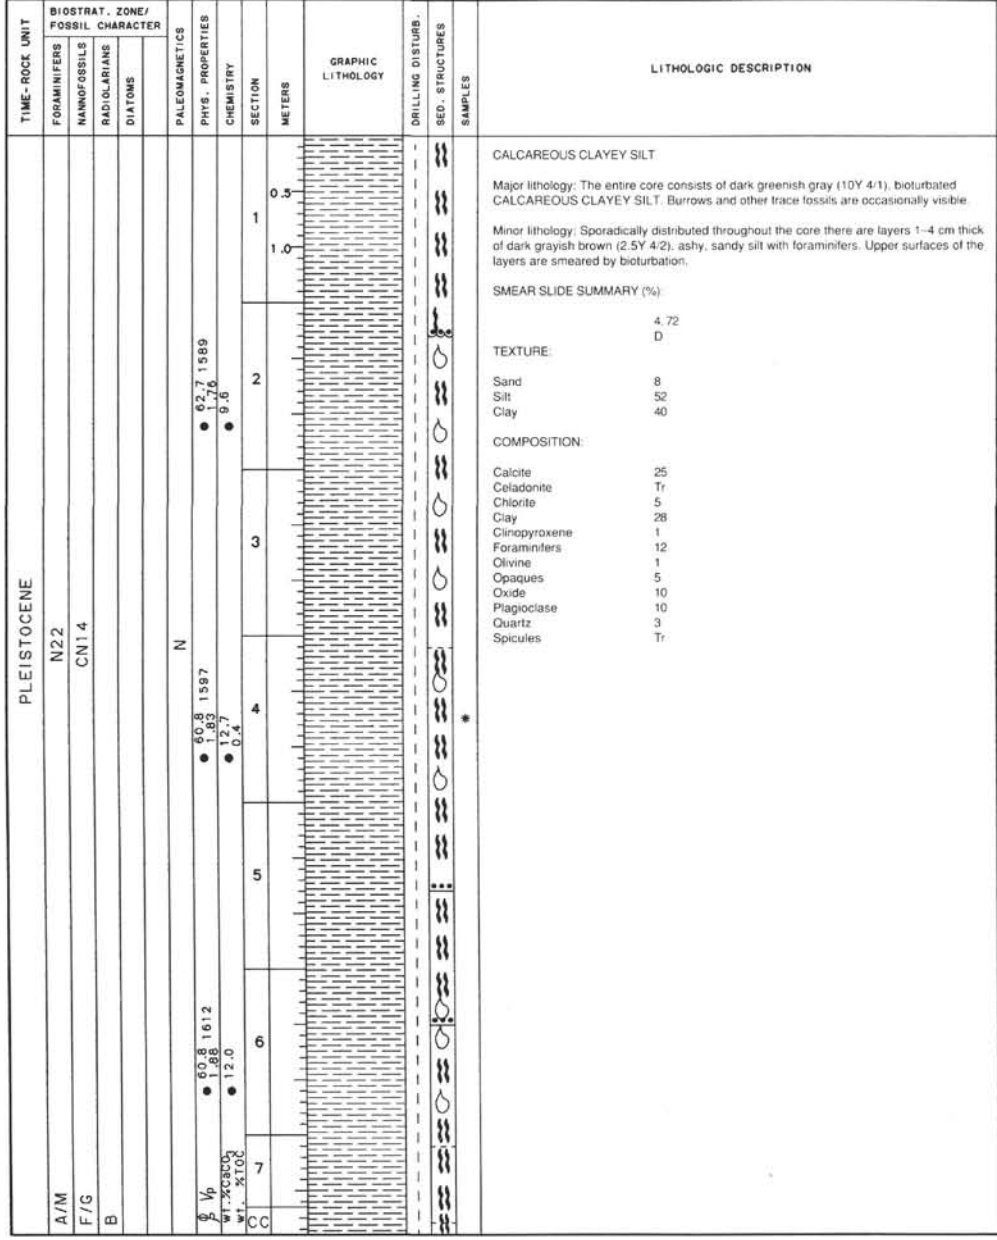 TIME-ROCK UNIT
BIOSTRAT. ZONE/
FOSSIL CHARACTER
FORAMINIFERS
NANNOFOSSILS
RADIOLARIANS
DIATOMS
PALEOMAGNETICS
PHYS. PROPERTIES
CHEMISTRY
SECTION
METERS
GRAPHIC
LITHOLOGY
DRILLING DISTURB.
SED. STRUCTURES
SAMPLES
LITHOLOGIC DESCRIPTION
PLEISTOCENE
N22
A/M
CN14
F/G
B
N
62.7 1589
1.76
9.6
60.8 1597
1.83
12.7
0.4
60.8 1612
1.88
12.0
wt.%CaCO3
wt. %TOC
1
2
3
4
5
6
7
CC
0.5
1.0
*
CALCAREOUS CLAYEY SILT
Major lithology: The entire core consists of dark greenish gray (10Y 4/1), bioturbated
CALCAREOUS CLAYEY SILT. Burrows and other trace fossils are occasionally visible.
Minor lithology: Sporadically distributed throughout the core there are layers 1–4 cm thick
of dark grayish brown (2.5Y 4/2), ashy, sandy silt with foraminifers. Upper surfaces of the
layers are smeared by bioturbation.
SMEAR SLIDE SUMMARY (%):
4, 72
D
TEXTURE:
Sand 8
Silt 52
Clay 40
COMPOSITION:
Calcite 25
Celadonite Tr
Chlorite 5
Clay 28
Clinopyroxene 1
Foraminifers 12
Olivine 1
Opaques 5
Oxide 10
Plagioclase 10
Quartz 3
Spicules Tr